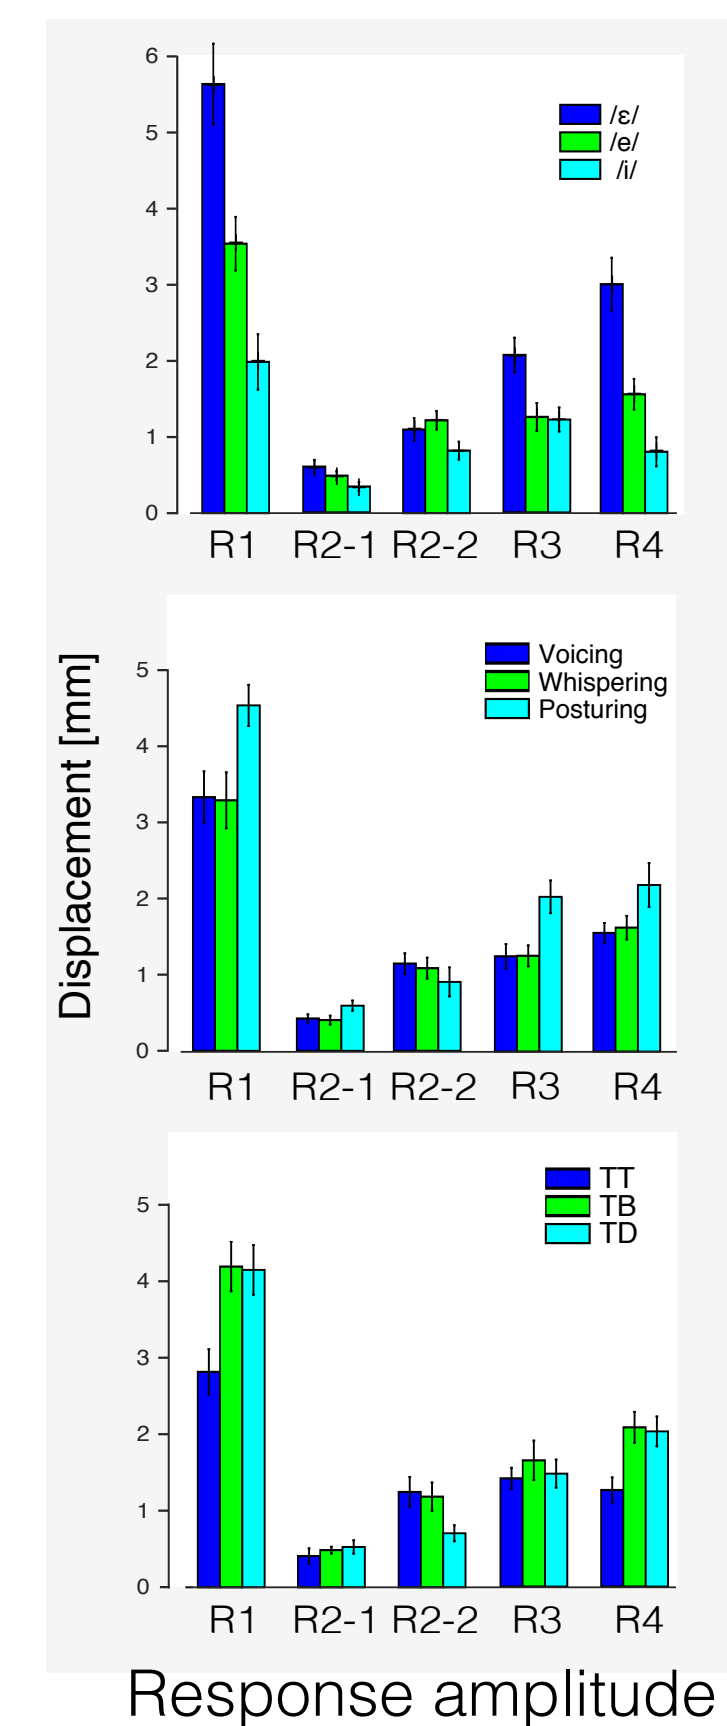 6
/ε/
/e/
5
/i/
4
3
2
1
0
R1 R2-1 R2-2 R3 R4
Displacement [mm]
Voicing
5
Whispering
Posturing
4
3
2
1
0
R1 R2-1 R2-2 R3 R4
TT
5
TB
TD
4
3
2
1
0
R1 R2-1 R2-2 R3 R4
Response amplitude